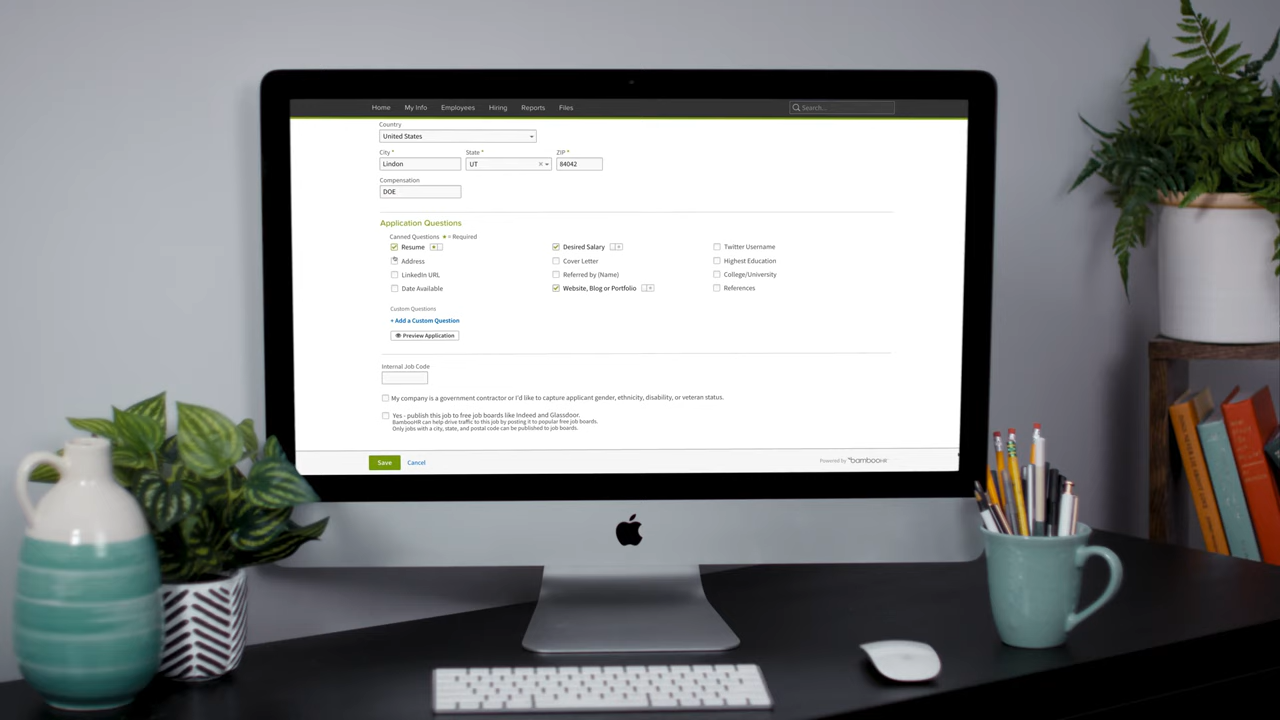 Home My Info Employees Hiring Reports Files Search...
Country
United States
City * State * ZIP *
Lindon UT 84042
Compensation
DOE
Application Questions
Canned Questions ★ = Required
Resume Desired Salary Twitter Username
Address Cover Letter Highest Education
LinkedIn URL Referred by (Name) College/University
Date Available Website, Blog or Portfolio References
Custom Questions
+ Add a Custom Question
Preview Application
Internal Job Code
My company is a government contractor or I'd like to capture applicant gender, ethnicity, disability, or veteran status.
Yes - publish this job to free job boards like Indeed and Glassdoor.
BambooHR can help drive traffic to this job by posting it to popular free job boards.
Only jobs with a city, state, and postal code can be published to job boards.
Save Cancel Powered by bambooHR